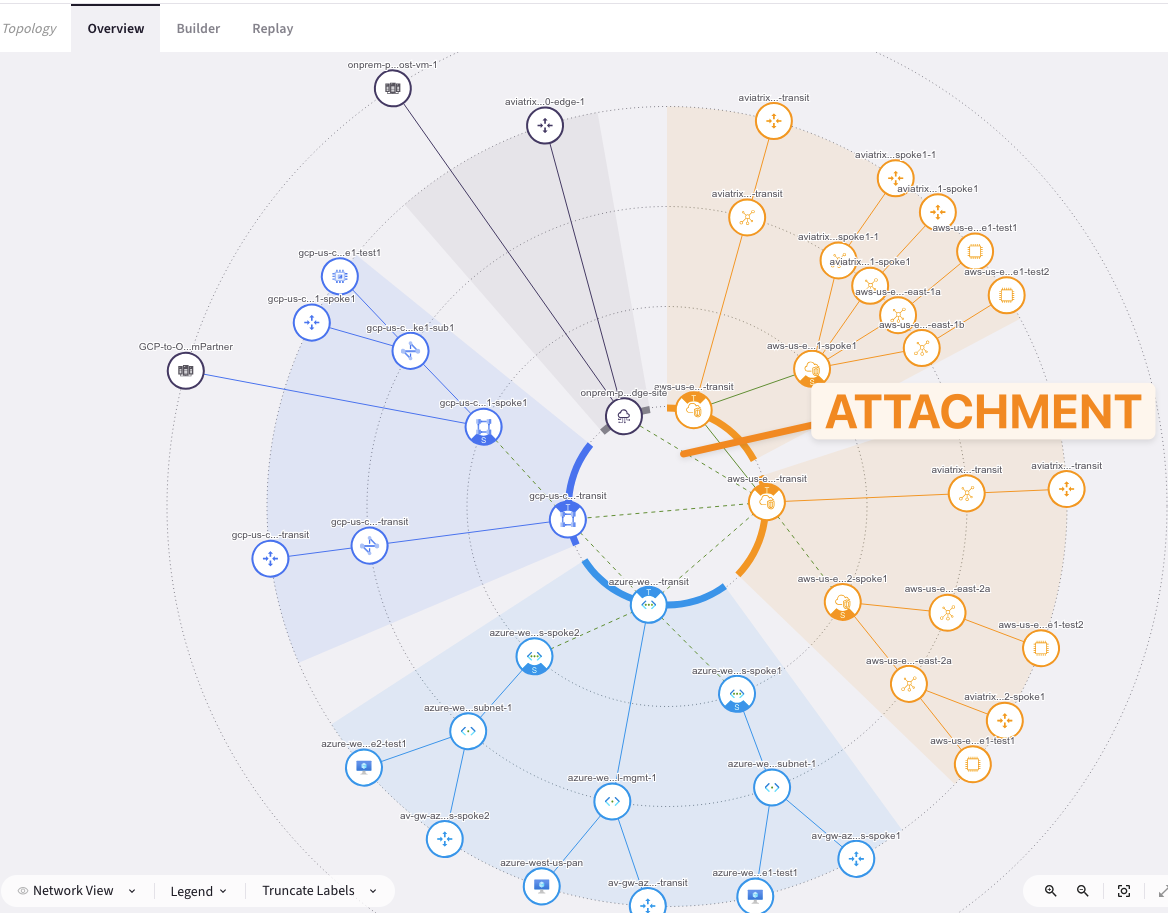 Topology
Overview
Builder
Replay
onprem-p...ost-vm-1
aviatrix...0-edge-1
aviatrix...-transit
aviatrix...spoke1-1
aviatrix...-transit
aviatrix...1-spoke1
aws-us-e...e1-test1
aviatrix...spoke1-1
gcp-us-c...e1-test1
aviatrix...1-spoke1
aws-us-e...e1-test2
aws-us-e...-east-1a
gcp-us-c...1-spoke1
gcp-us-c...ke1-sub1
aws-us-e...-east-1b
GCP-to-O...mPartner
aws-us-e...1-spoke1
aws-us-e...-transit
onprem-p...dge-site
T
S
gcp-us-c...1-spoke1
S
ATTACHMENT
aviatrix...-transit
aviatrix...-transit
aws-us-e...-transit
T
gcp-us-c...-transit
T
gcp-us-c...-transit
gcp-us-c...-transit
azure-we...-transit
T
aws-us-e...2-spoke1
S
aws-us-e...-east-2a
aws-us-e...e1-test2
azure-we...s-spoke2
S
aws-us-e...-east-2a
azure-we...s-spoke1
S
aviatrix...2-spoke1
azure-we...subnet-1
aws-us-e...e1-test1
azure-we...e2-test1
azure-we...subnet-1
azure-we...l-mgmt-1
av-gw-az...s-spoke2
av-gw-az...s-spoke1
azure-west-us-pan
azure-we...e1-test1
av-gw-az...-transit
Network View
Legend
Truncate Labels